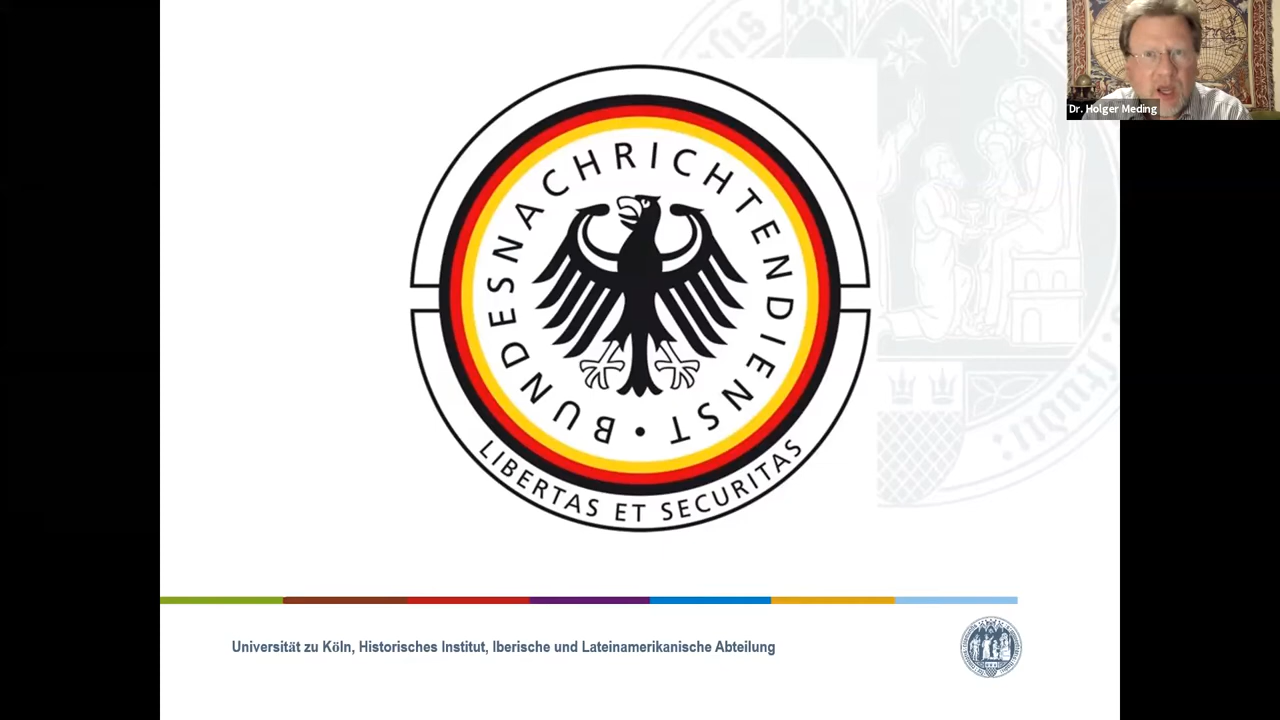 Dr. Holger Meding
BUNDESNACHRICHTENDIENST •
LIBERTAS ET SECURITAS
Universität zu Köln, Historisches Institut, Iberische und Lateinamerikanische Abteilung